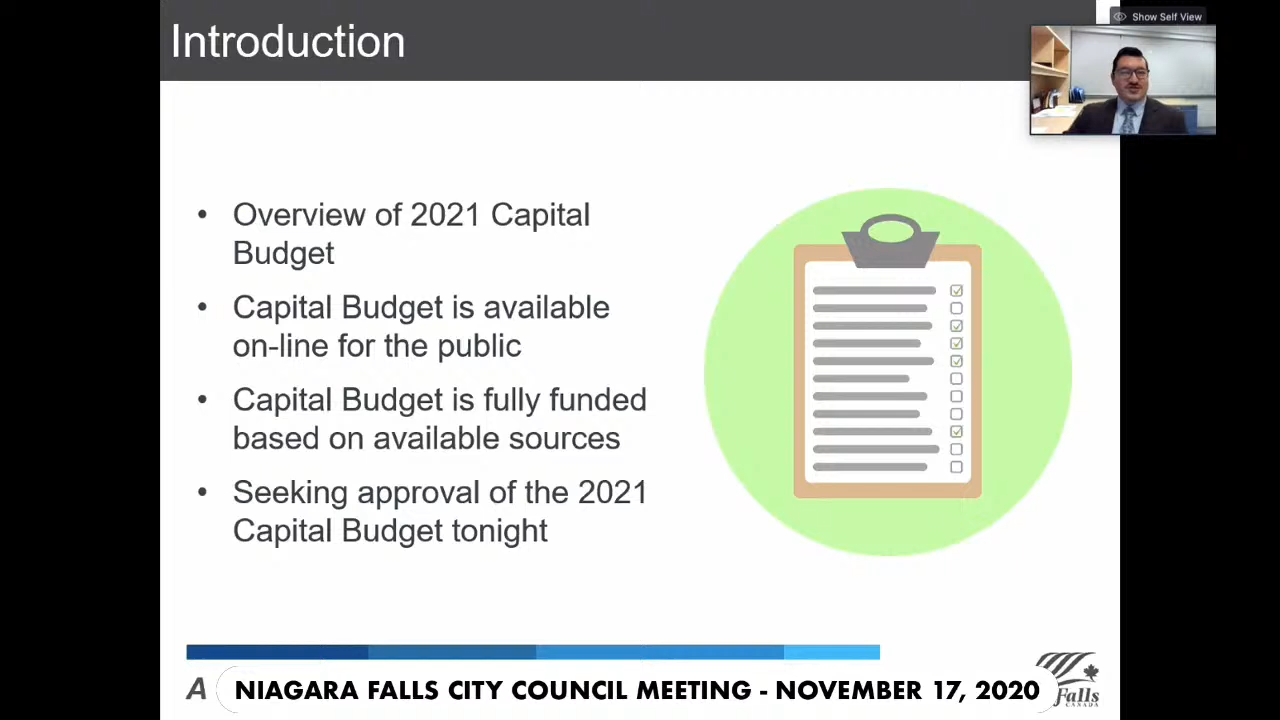 Introduction
Show Self View
• Overview of 2021 Capital
Budget
• Capital Budget is available
on-line for the public
• Capital Budget is fully funded
based on available sources
• Seeking approval of the 2021
Capital Budget tonight
A
NIAGARA FALLS CITY COUNCIL MEETING - NOVEMBER 17, 2020
Falls
CANADA